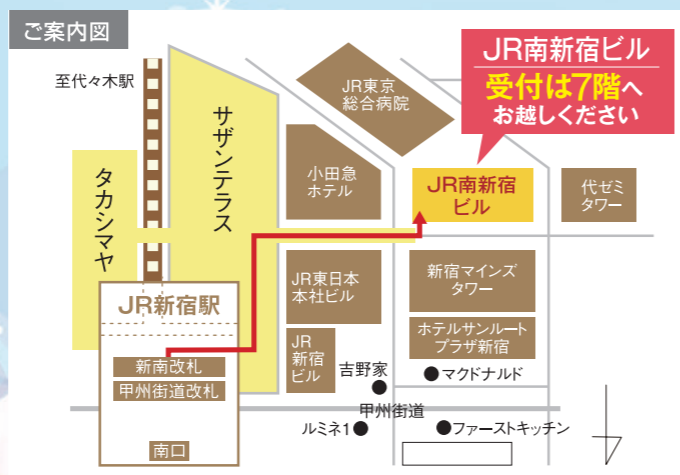 ご案内図
JR南新宿ビル
受付は7階へ
お越しください
至代々木駅
サザンテラス
タカシマヤ
JR東京
総合病院
小田急
ホテル
JR南新宿
ビル
代ゼミ
タワー
JR東日本
本社ビル
新宿マインズ
タワー
JR新宿駅
JR
新宿
ビル
ホテルサンルート
プラザ新宿
新南改札
甲州街道改札
吉野家
マクドナルド
甲州街道
ルミネ1
ファーストキッチン
南口